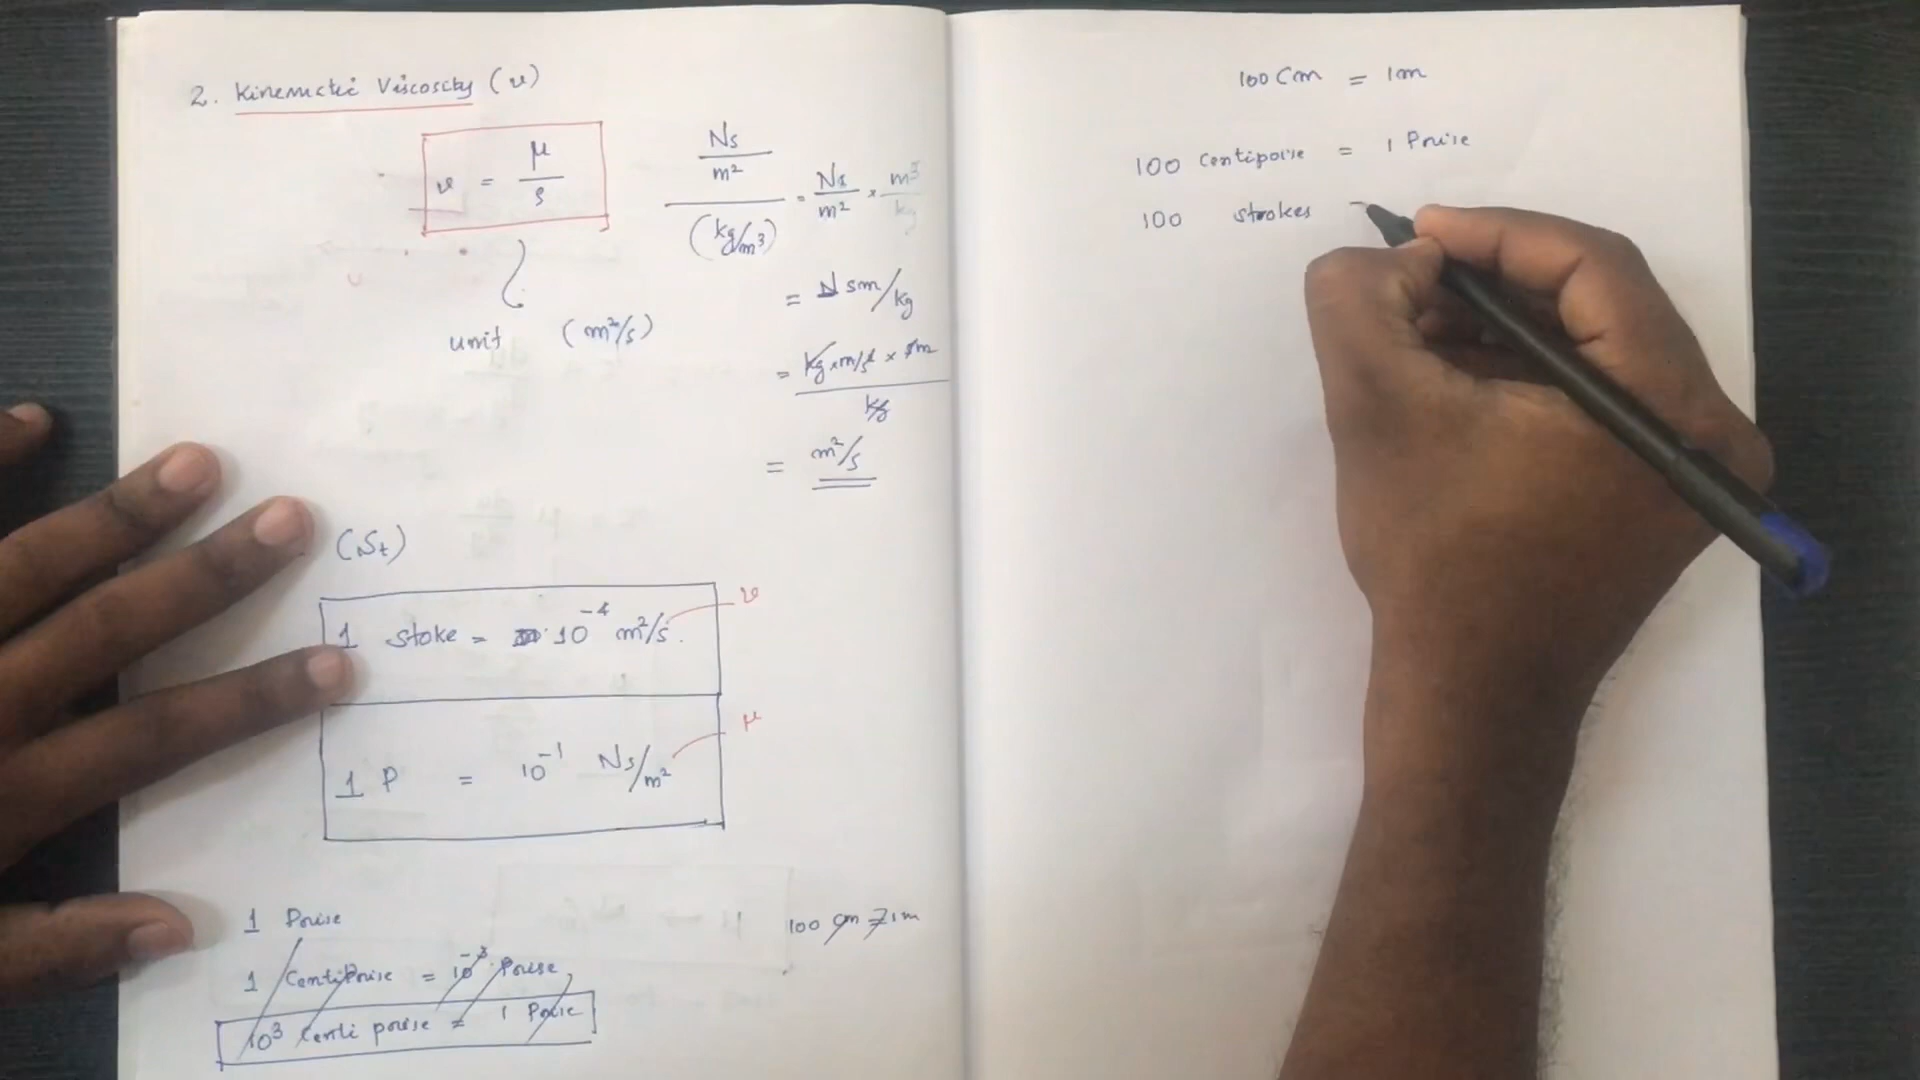 2. Kinematic Viscosity (ν)
ν = μ / ρ
Ns/m² / (kg/m³) = Ns/m² × m³/kg
= N sm/kg
unit (m²/s)
= kg×m/s × m / kg
= m²/s
(St)
1 stoke = 10⁻⁴ m²/s. ν
1 P = 10⁻¹ Ns/m² μ
1 Poise
100 cm = 1m
1 CentiPoise = 10⁻³ Poise,
10³ Centi poise = 1 Poise
100 Cm = 1m
100 Centipoise = 1 Poise
100 strokes